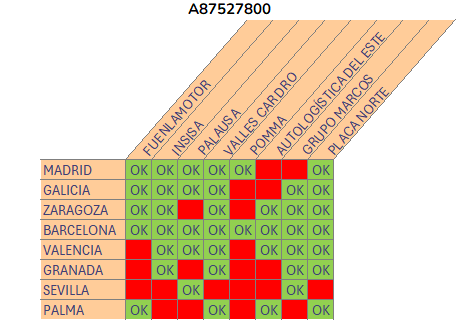 A87527800
FUENLAMOTOR
INSISA
PALAUSA
VALLES CARDRO
POMMA
AUTOLOGÍSTICA DEL ESTE
GRUPO MARCOS
PLACA NORTE
MADRID OK OK OK OK OK OK
GALICIA OK OK OK OK OK OK
ZARAGOZA OK OK OK OK OK OK
BARCELONA OK OK OK OK OK OK OK OK
VALENCIA OK OK OK OK OK OK
GRANADA OK OK OK OK
SEVILLA OK OK
PALMA OK OK OK OK